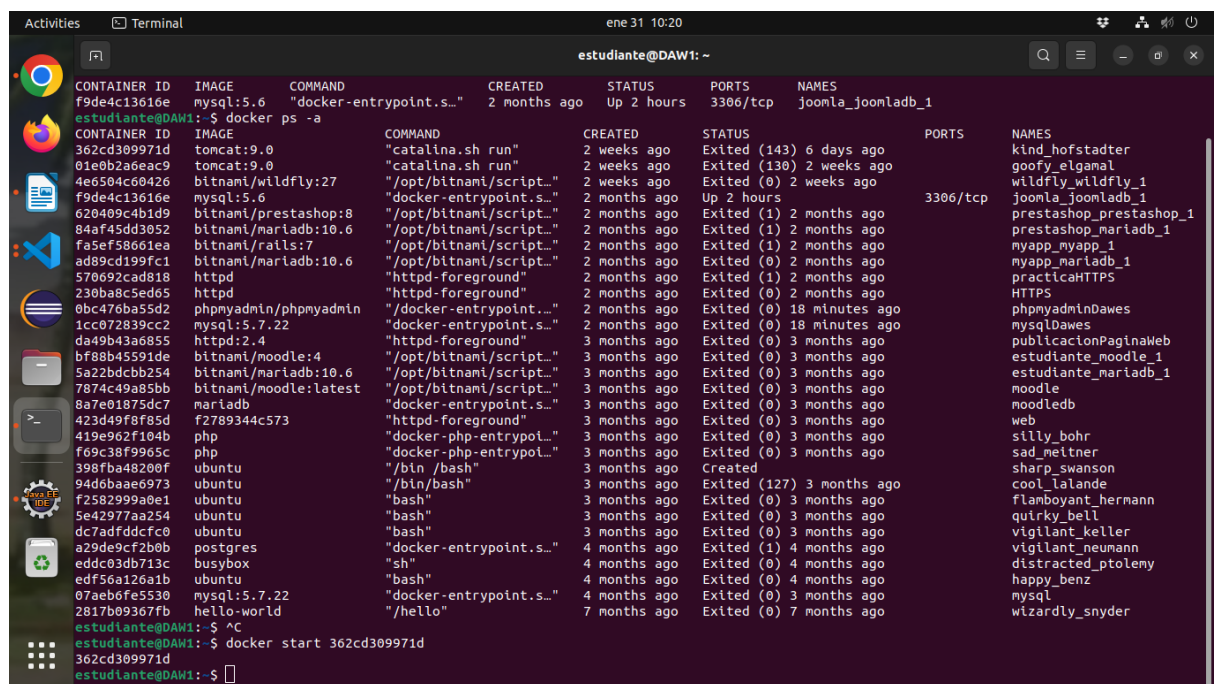 Activities Terminal ene 31 10:20
estudiante@DAW1: ~
CONTAINER ID IMAGE COMMAND CREATED STATUS PORTS NAMES
f9de4c13616e mysql:5.6 "docker-entrypoint.s…" 2 months ago Up 2 hours 3306/tcp joomla_joomladb_1
estudiante@DAW1:~$ docker ps -a
CONTAINER ID IMAGE COMMAND CREATED STATUS PORTS NAMES
362cd309971d tomcat:9.0 "catalina.sh run" 2 weeks ago Exited (143) 6 days ago kind_hofstadter
01e0b2a6eac9 tomcat:9.0 "catalina.sh run" 2 weeks ago Exited (130) 2 weeks ago goofy_elgamal
4e6504c60426 bitnami/wildfly:27 "/opt/bitnami/script…" 2 weeks ago Exited (0) 2 weeks ago wildfly_wildfly_1
f9de4c13616e mysql:5.6 "docker-entrypoint.s…" 2 months ago Up 2 hours 3306/tcp joomla_joomladb_1
620409c4b1d9 bitnami/prestashop:8 "/opt/bitnami/script…" 2 months ago Exited (1) 2 months ago prestashop_prestashop_1
84af45dd3052 bitnami/mariadb:10.6 "/opt/bitnami/script…" 2 months ago Exited (0) 2 months ago prestashop_mariadb_1
fa5ef58661ea bitnami/rails:7 "/opt/bitnami/script…" 2 months ago Exited (1) 2 months ago myapp_myapp_1
ad89cd199fc1 bitnami/mariadb:10.6 "/opt/bitnami/script…" 2 months ago Exited (0) 2 months ago myapp_mariadb_1
570692cad818 httpd "httpd-foreground" 2 months ago Exited (1) 2 months ago practicaHTTPS
230ba8c5ed65 httpd "httpd-foreground" 2 months ago Exited (0) 2 months ago HTTPS
0bc476ba55d2 phpmyadmin/phpmyadmin "/docker-entrypoint.…" 2 months ago Exited (0) 18 minutes ago phpmyadminDawes
1cc072839cc2 mysql:5.7.22 "docker-entrypoint.s…" 2 months ago Exited (0) 18 minutes ago mysqlDawes
da49b43a6855 httpd:2.4 "httpd-foreground" 3 months ago Exited (0) 3 months ago publicacionPaginaWeb
bf88b45591de bitnami/moodle:4 "/opt/bitnami/script…" 3 months ago Exited (0) 3 months ago estudiante_moodle_1
5a22bdcbb254 bitnami/mariadb:10.6 "/opt/bitnami/script…" 3 months ago Exited (0) 3 months ago estudiante_mariadb_1
7874c49a85bb bitnami/moodle:latest "/opt/bitnami/script…" 3 months ago Exited (0) 3 months ago moodle
8a7e01875dc7 mariadb "docker-entrypoint.s…" 3 months ago Exited (0) 3 months ago moodledb
423d49f8f85d f2789344c573 "httpd-foreground" 3 months ago Exited (0) 3 months ago web
419e962f104b php "docker-php-entrypoi…" 3 months ago Exited (0) 3 months ago silly_bohr
f69c38f9965c php "docker-php-entrypoi…" 3 months ago Exited (0) 3 months ago sad_meitner
398fba48200f ubuntu "/bin /bash" 3 months ago Created sharp_swanson
94d6baae6973 ubuntu "/bin/bash" 3 months ago Exited (127) 3 months ago cool_lalande
f2582999a0e1 ubuntu "bash" 3 months ago Exited (0) 3 months ago flamboyant_hermann
5e42977aa254 ubuntu "bash" 3 months ago Exited (0) 3 months ago quirky_bell
dc7adfddcfc0 ubuntu "bash" 3 months ago Exited (0) 3 months ago vigilant_keller
a29de9cf2b0b postgres "docker-entrypoint.s…" 4 months ago Exited (1) 4 months ago vigilant_neumann
eddc03db713c busybox "sh" 4 months ago Exited (0) 4 months ago distracted_ptolemy
edf56a126a1b ubuntu "bash" 4 months ago Exited (0) 4 months ago happy_benz
07aeb6fe5530 mysql:5.7.22 "docker-entrypoint.s…" 4 months ago Exited (0) 3 months ago mysql
2817b09367fb hello-world "/hello" 7 months ago Exited (0) 7 months ago wizardly_snyder
estudiante@DAW1:~$ ^C
estudiante@DAW1:~$ docker start 362cd309971d
362cd309971d
estudiante@DAW1:~$
Java EE
IDE